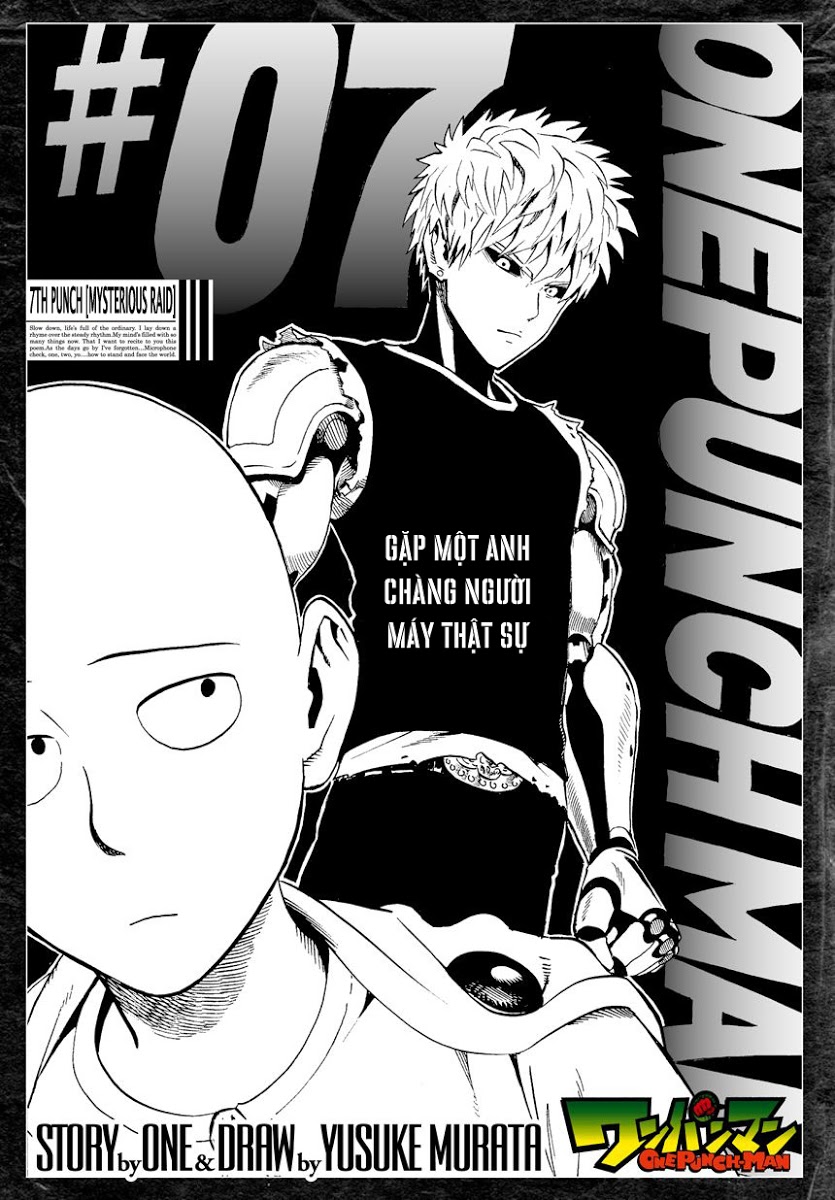 #07
ONEPUNCHMAN
7TH PUNCH [MYSTERIOUS RAID]
Slow down, life's full of the ordinary. I lay down a
rhyme over the steady rhythm.My mind's filled with so
many things now. That I want to recite to you this
poem.As the days go by I've forgotten...Microphone
check, one, two, yo....how to stand and face the world.
GẶP MỘT ANH
CHÀNG NGƯỜI
MÁY THẬT SỰ
STORY by ONE & DRAW by YUSUKE MURATA
ワンパンマン
ONEPUNCH-MAN